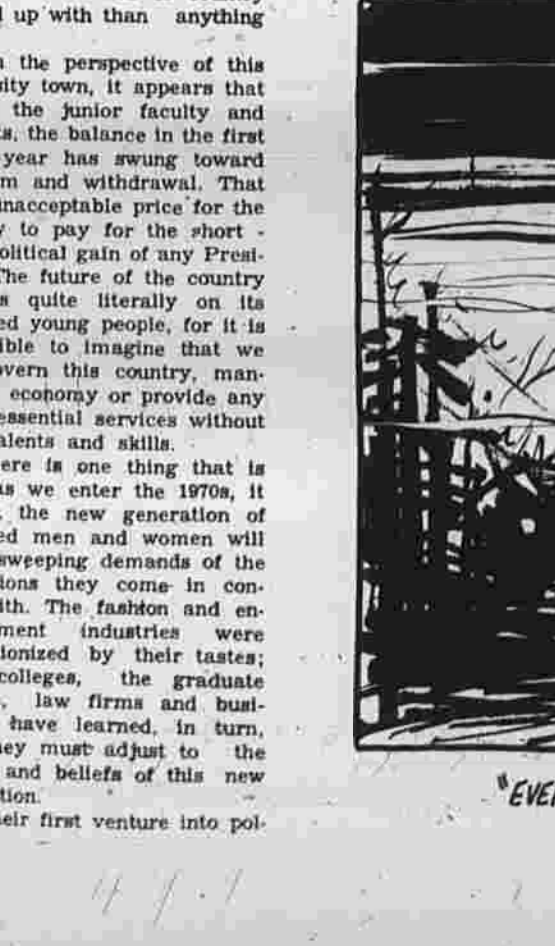 up with than anything
the perspective of this
sity town, it appears that
the junior faculty and
s, the balance in the first
year has swung toward
m and withdrawal. That
inacceptable price for the
y to pay for the short -
olitical gain of any Presi-
The future of the country
s quite literally on its
ed young people, for it is
ible to imagine that we
overn this country, man-
economy or provide any
essential services without
alents and skills.
ere is one thing that is
as we enter the 1970s, it
the new generation of
ed men and women will
sweeping demands of the
ions they come in con-
ith. The fashion and en-
ment industries were
ionized by their tastes;
colleges, the graduate
, law firms and busi-
have learned, in turn,
hey must adjust to the
and beliefs of this new
tion.
eir first venture into pol-
"EVE